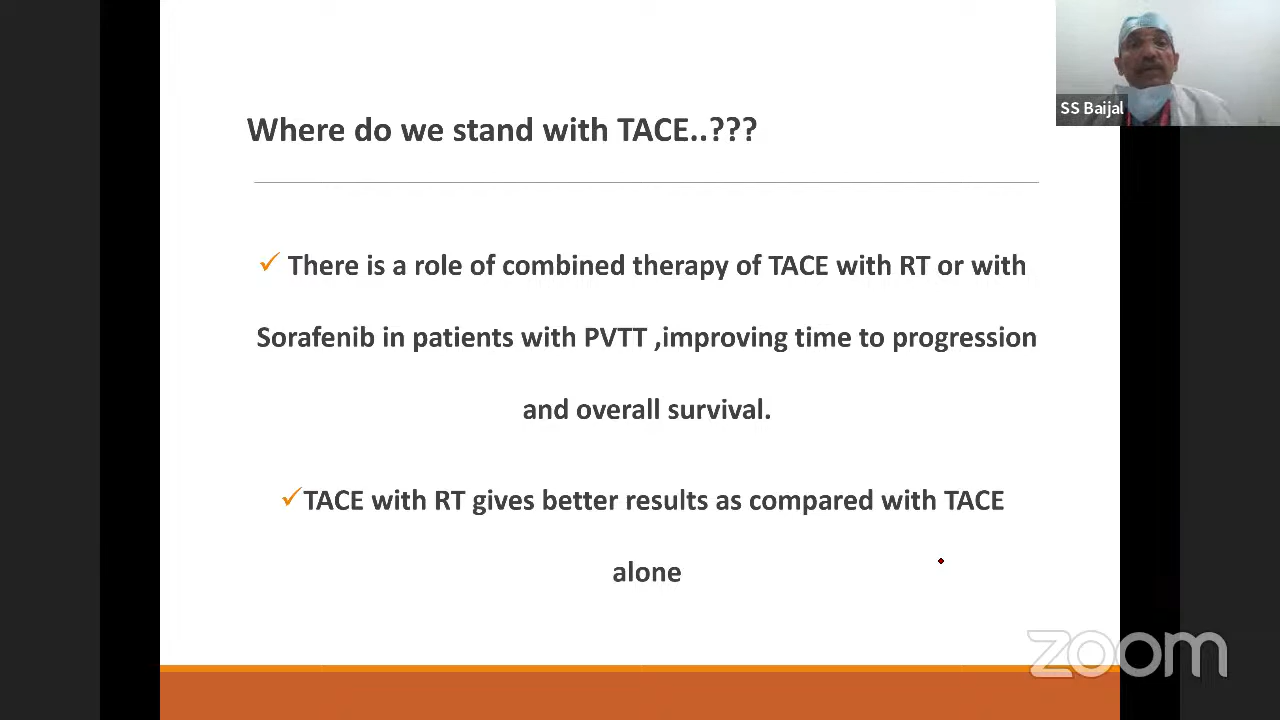 SS Baijal
Where do we stand with TACE..???
✓ There is a role of combined therapy of TACE with RT or with
Sorafenib in patients with PVTT ,improving time to progression
and overall survival.
✓TACE with RT gives better results as compared with TACE
alone
zoom